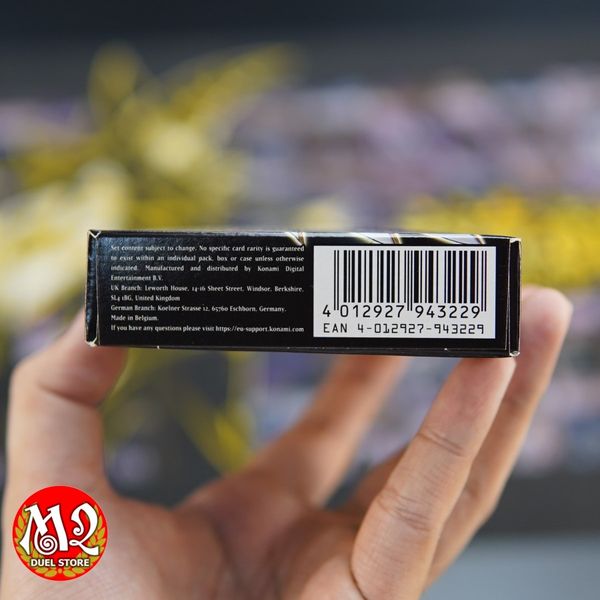 Set content subject to change. No specific card rarity is guaranteed
to exist within an individual pack, box or case unless otherwise
indicated. Manufactured and distributed by Konami Digital
Entertainment B.V.
UK Branch: Leworth House, 14-16 Sheet Street, Windsor, Berkshire,
SL4 1BG, United Kingdom
German Branch: Koelner Strasse 12, 65760 Eschborn, Germany.
Made in Belgium.
If you have any questions please visit https://eu-support.konami.com
4 012927 943229
EAN 4-012927-943229
M2
DUEL STORE